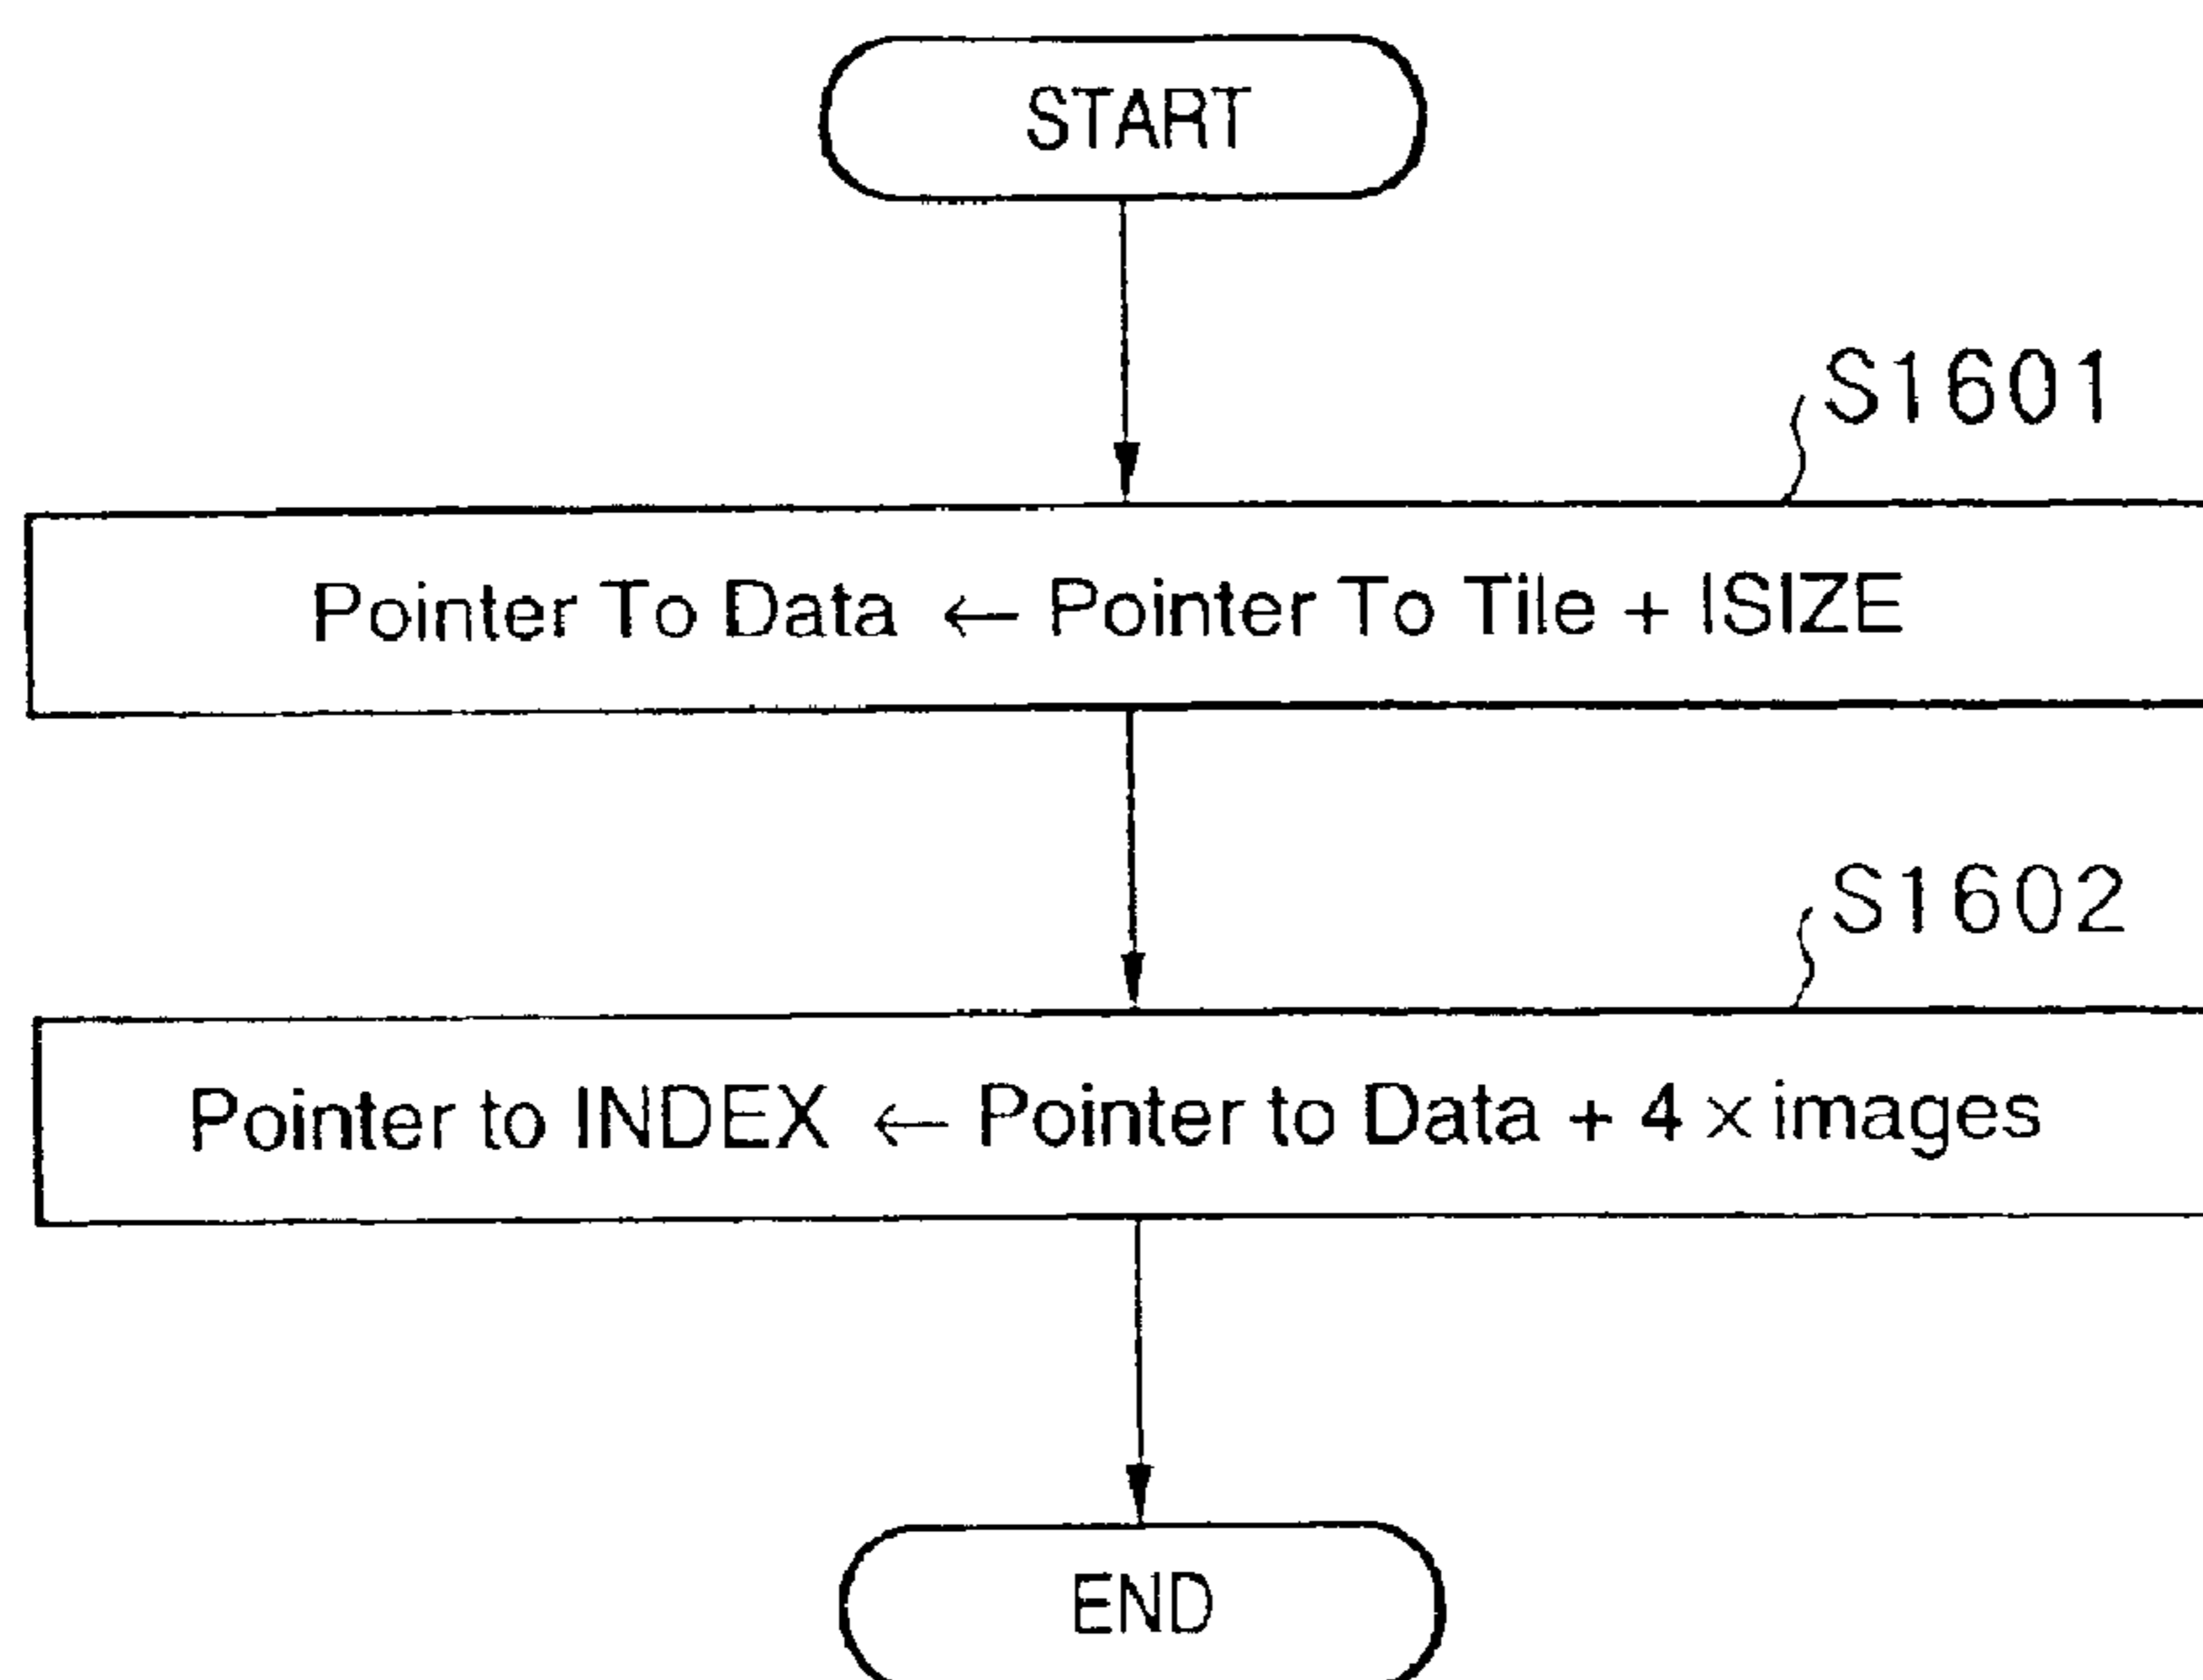 START
S1601
Pointer To Data ← Pointer To Tile + ISIZE
S1602
Pointer to INDEX ← Pointer to Data + 4 × images
END